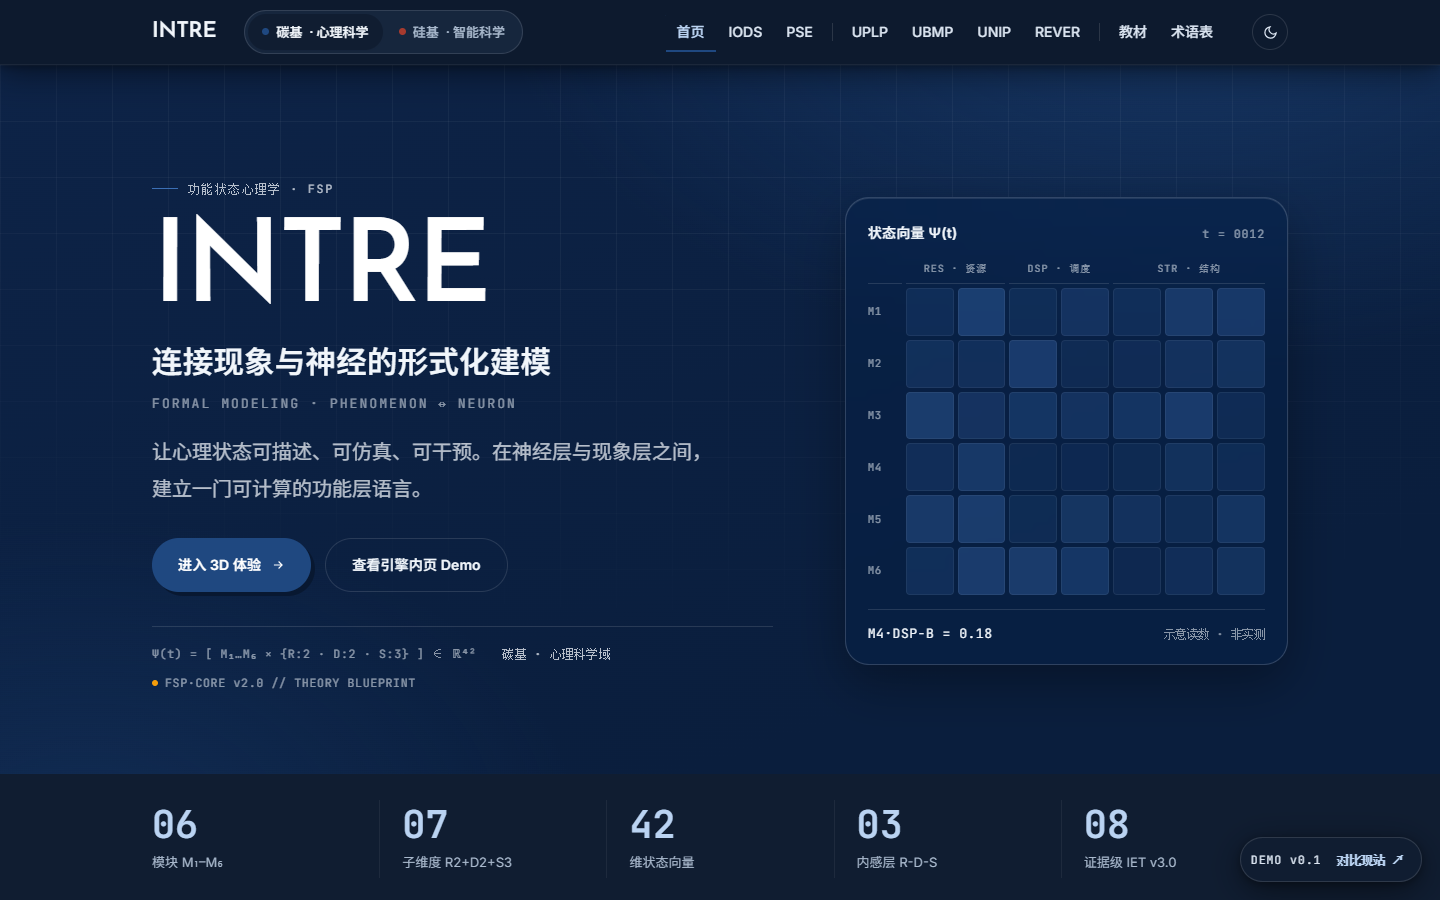 INTRE
碳基 · 心理科学
硅基 · 智能科学
首页 IODS PSE UPLP UBMP UNIP REVER 教材 术语表
功能状态心理学 · FSP
INTRE
连接现象与神经的形式化建模
FORMAL MODELING · PHENOMENON ⇔ NEURON
让心理状态可描述、可仿真、可干预。在神经层与现象层之间，
建立一门可计算的功能层语言。
进入 3D 体验 →
查看引擎内页 Demo
Ψ(t) = [ M₁…M₆ × {R:2 · D:2 · S:3} ] ∈ ℝ⁴² 碳基 · 心理科学域
FSP·CORE v2.0 // THEORY BLUEPRINT
状态向量 Ψ(t)
t = 0012
RES · 资源 DSP · 调度 STR · 结构
M1
M2
M3
M4
M5
M6
M4·DSP-B = 0.18
示意读数 · 非实测
06
模块 M₁–M₆
07
子维度 R2+D2+S3
42
维状态向量
03
内感层 R-D-S
08
证据级 IET v3.0
DEMO v0.1 对比现站 ↗